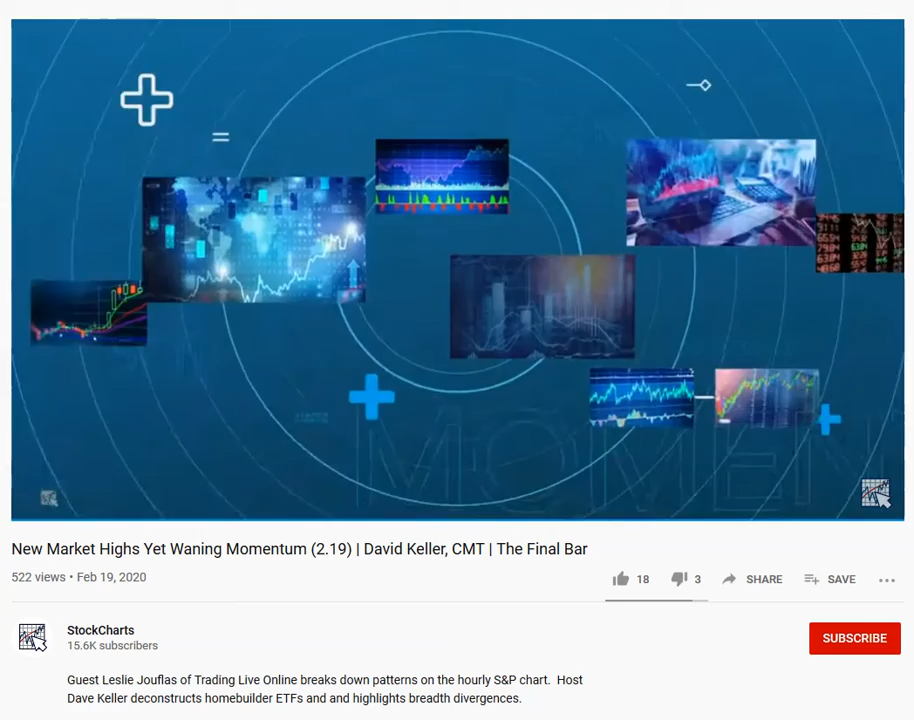 MOMEN
New Market Highs Yet Waning Momentum (2.19) | David Keller, CMT | The Final Bar
522 views • Feb 19, 2020
18 3 SHARE SAVE
StockCharts
15.6K subscribers
SUBSCRIBE
Guest Leslie Jouflas of Trading Live Online breaks down patterns on the hourly S&P chart. Host
Dave Keller deconstructs homebuilder ETFs and and highlights breadth divergences.